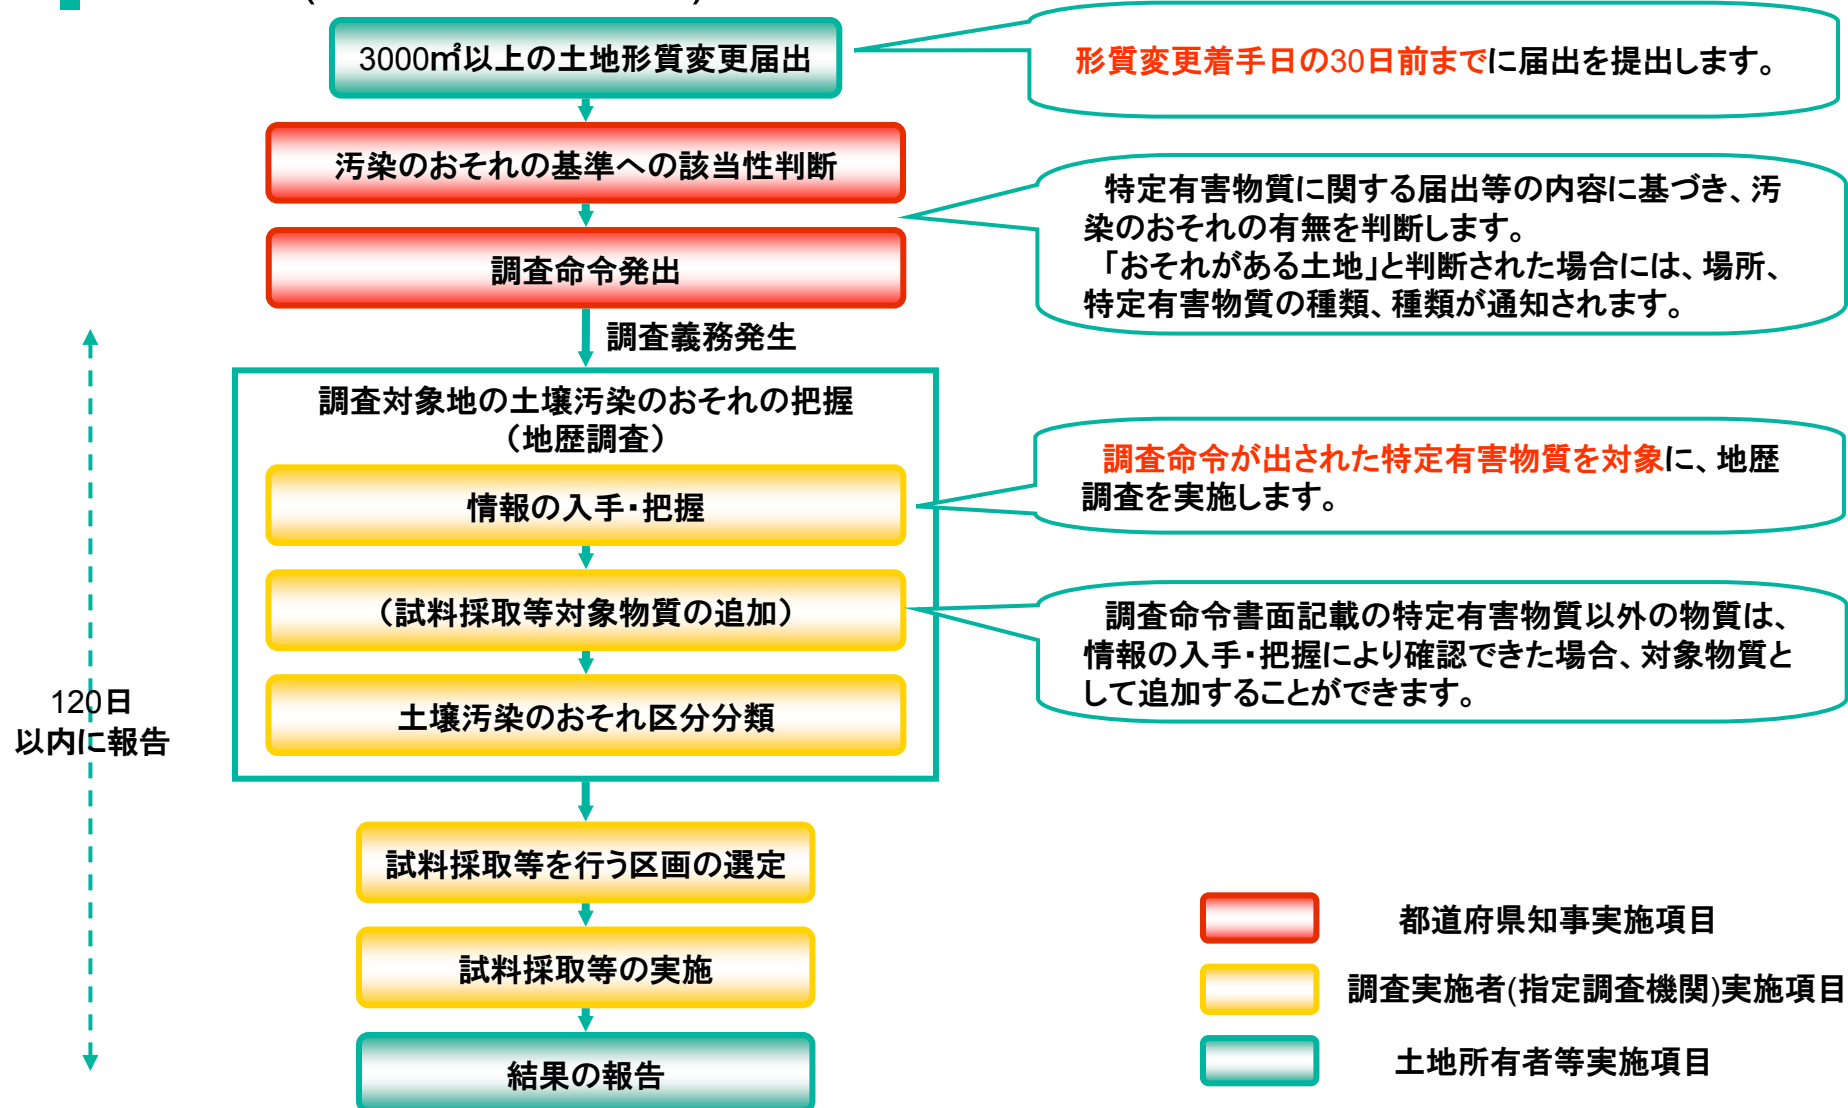 3000㎡以上の土地形質変更届出
形質変更着手日の30日前までに届出を提出します。
汚染のおそれの基準への該当性判断
特定有害物質に関する届出等の内容に基づき、汚
染のおそれの有無を判断します。
「おそれがある土地」と判断された場合には、場所、
特定有害物質の種類、種類が通知されます。
調査命令発出
調査義務発生
調査対象地の土壌汚染のおそれの把握
（地歴調査）
情報の入手・把握
調査命令が出された特定有害物質を対象に、地歴
調査を実施します。
（試料採取等対象物質の追加）
調査命令書面記載の特定有害物質以外の物質は、
情報の入手・把握により確認できた場合、対象物質と
して追加することができます。
土壌汚染のおそれ区分分類
120日
以内に報告
試料採取等を行う区画の選定
試料採取等の実施
結果の報告
都道府県知事実施項目
調査実施者(指定調査機関)実施項目
土地所有者等実施項目